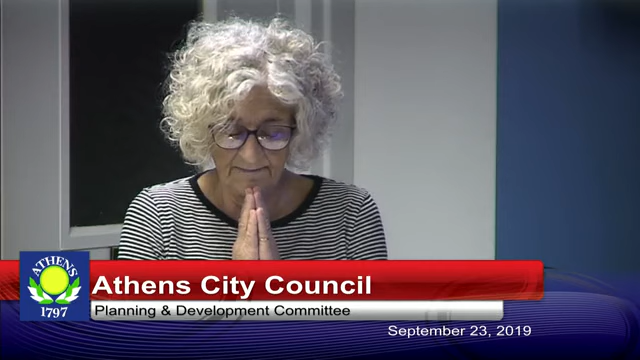 ATHENS
1797
Athens City Council
Planning & Development Committee
September 23, 2019